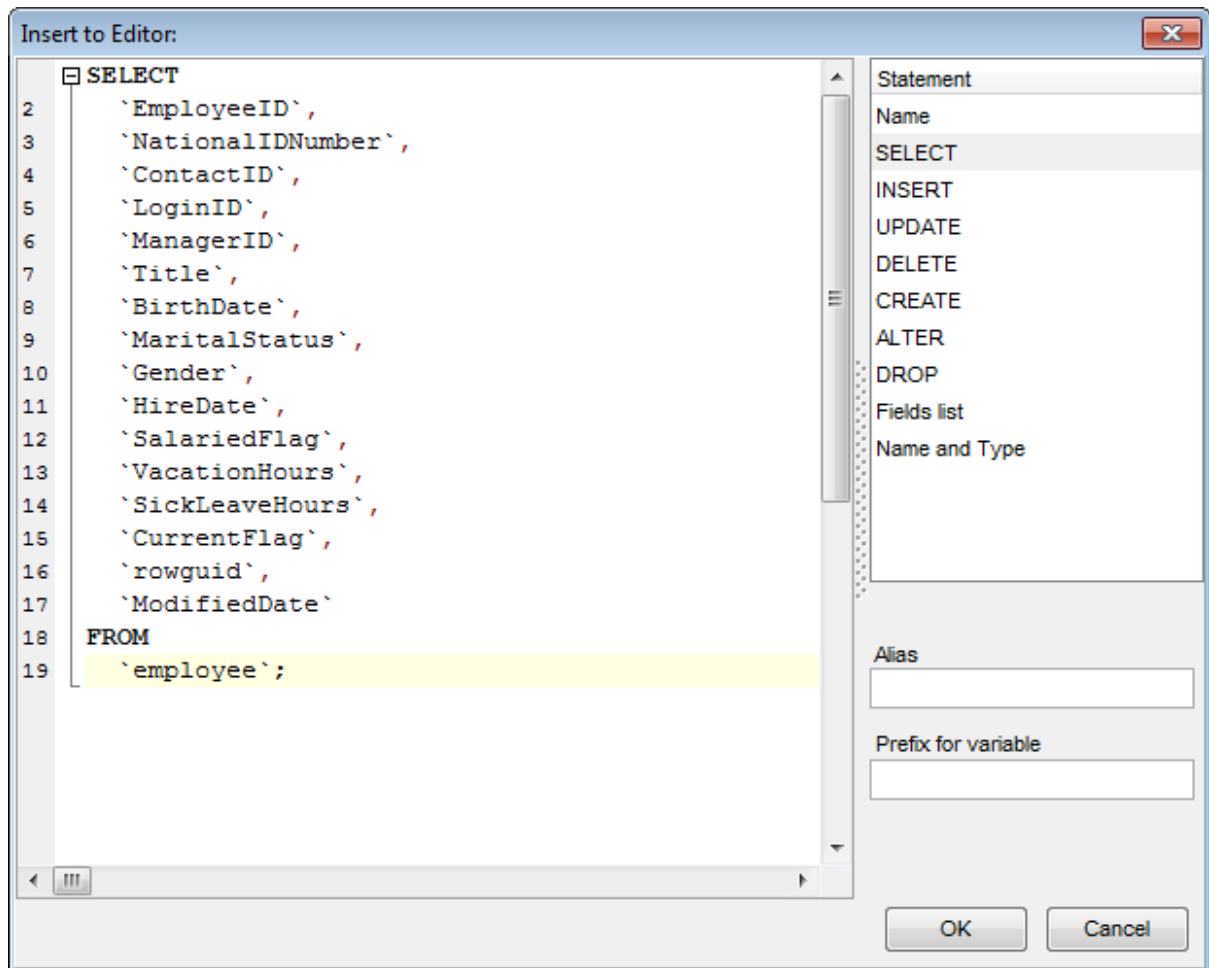 Insert to Editor:
SELECT
2 `EmployeeID`,
3 `NationalIDNumber`,
4 `ContactID`,
5 `LoginID`,
6 `ManagerID`,
7 `Title`,
8 `BirthDate`,
9 `MaritalStatus`,
10 `Gender`,
11 `HireDate`,
12 `SalariedFlag`,
13 `VacationHours`,
14 `SickLeaveHours`,
15 `CurrentFlag`,
16 `rowguid`,
17 `ModifiedDate`
18 FROM
19 `employee`;
Statement
Name
SELECT
INSERT
UPDATE
DELETE
CREATE
ALTER
DROP
Fields list
Name and Type
Alias
Prefix for variable
OK
Cancel